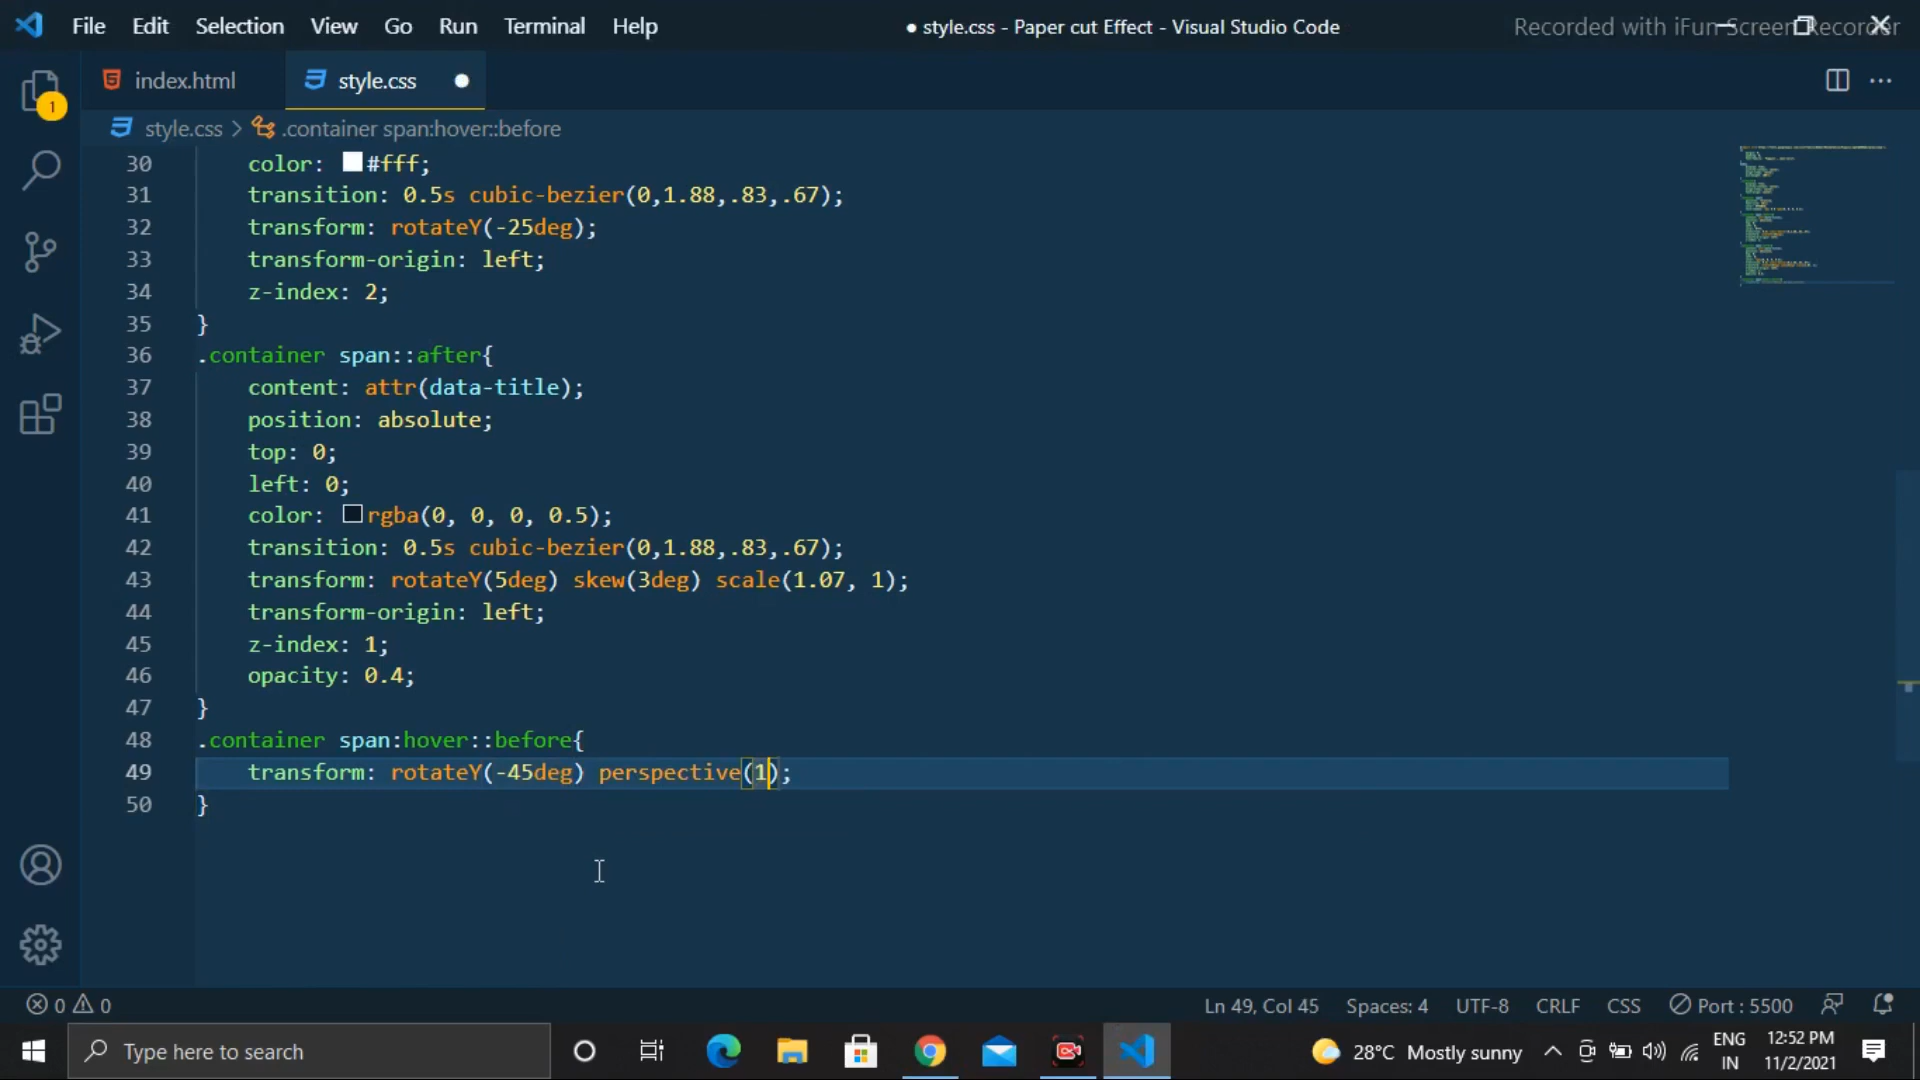 File Edit Selection View Go Run Terminal Help
● style.css - Paper cut Effect - Visual Studio Code
Recorded with iFun Screen Recorder
index.html
style.css
1
style.css > .container span:hover::before
30 color: #fff;
31 transition: 0.5s cubic-bezier(0,1.88,.83,.67);
32 transform: rotateY(-25deg);
33 transform-origin: left;
34 z-index: 2;
35 }
36 .container span::after{
37 content: attr(data-title);
38 position: absolute;
39 top: 0;
40 left: 0;
41 color: rgba(0, 0, 0, 0.5);
42 transition: 0.5s cubic-bezier(0,1.88,.83,.67);
43 transform: rotateY(5deg) skew(3deg) scale(1.07, 1);
44 transform-origin: left;
45 z-index: 1;
46 opacity: 0.4;
47 }
48 .container span:hover::before{
49 transform: rotateY(-45deg) perspective(1);
50 }
0 0
Ln 49, Col 45 Spaces: 4 UTF-8 CRLF CSS Port : 5500
Type here to search
28°C Mostly sunny
ENG
IN
12:52 PM
11/2/2021